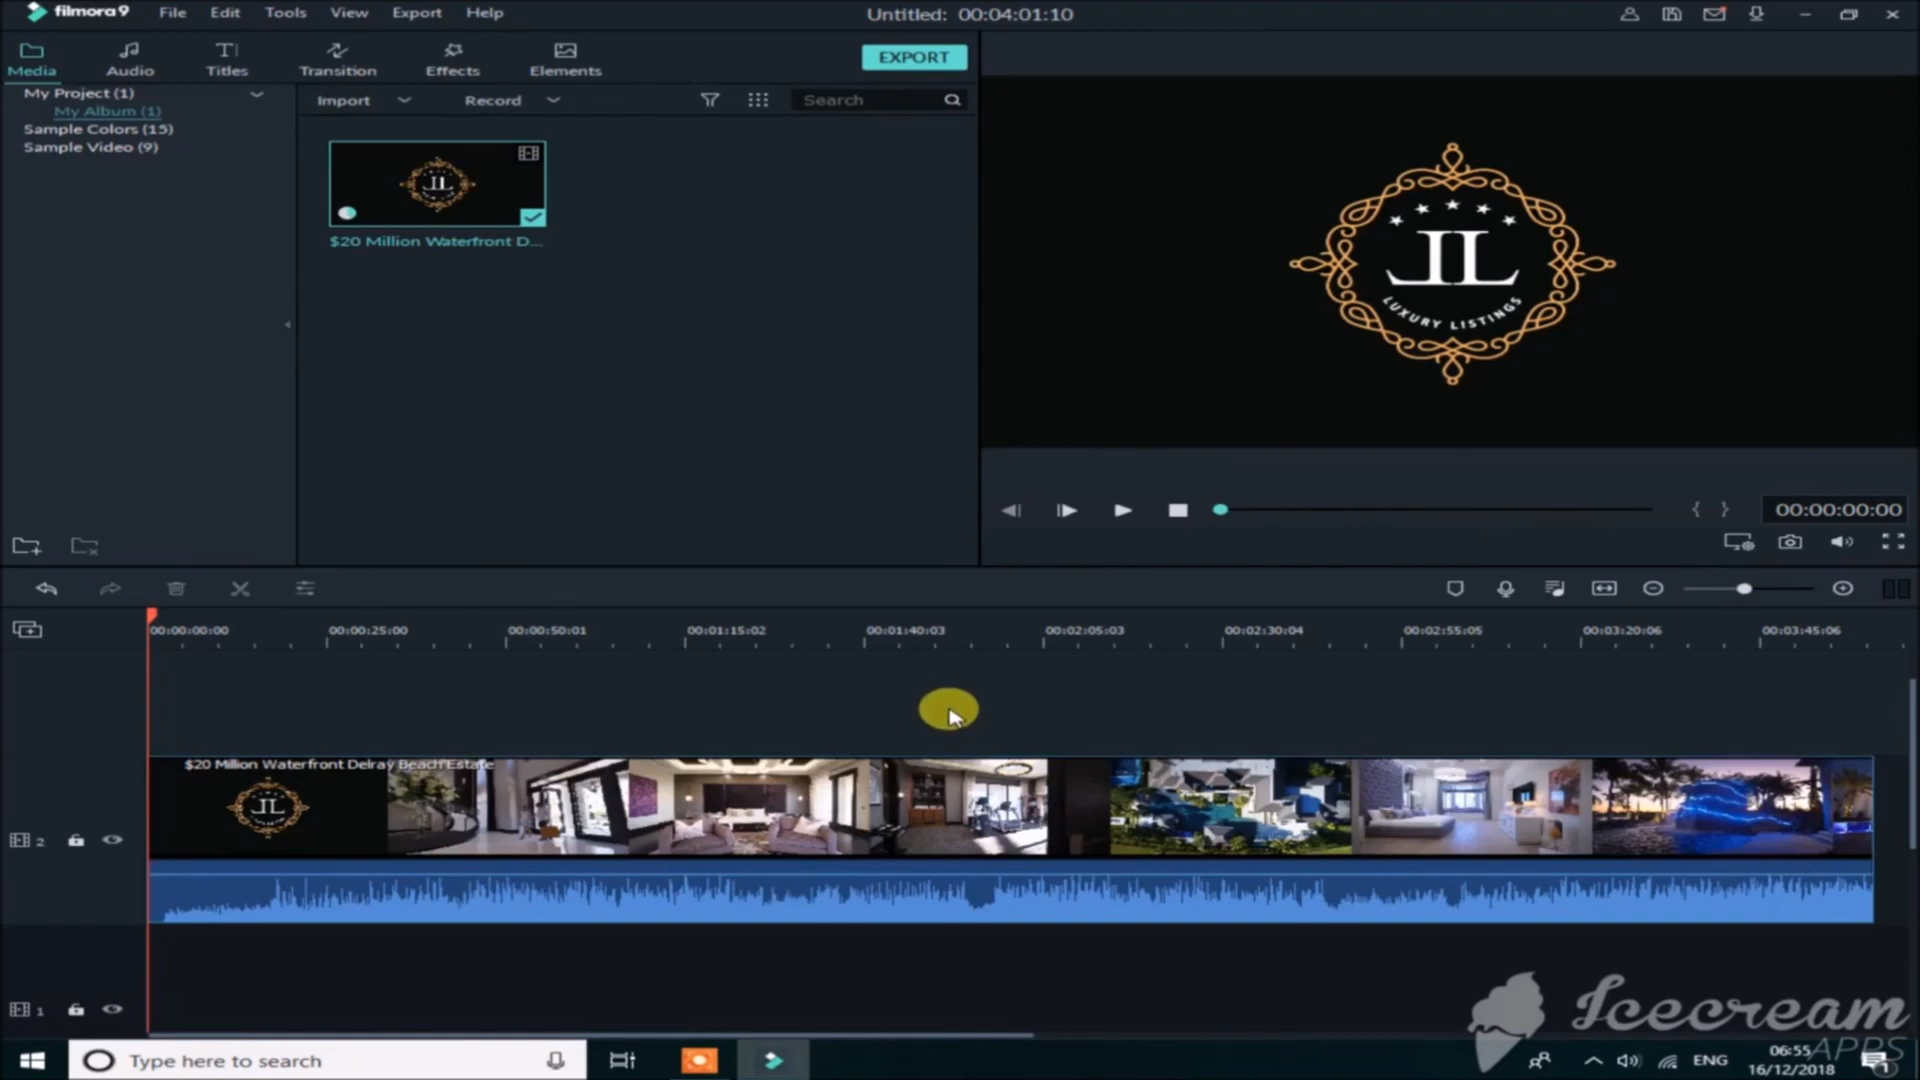 filmora9 File Edit Tools View Export Help Untitled: 00:04:01:10
Media Audio Titles Transition Effects Elements EXPORT
My Project (1)
My Album (1)
Sample Colors (15)
Sample Video (9)
Import Record Search
$20 Million Waterfront D...
LL
LUXURY LISTINGS
00:00:00:00
00:00:00:00 00:00:25:00 00:00:50:01 00:01:15:02 00:01:40:03 00:02:05:03 00:02:30:04 00:02:55:05 00:03:20:06 00:03:45:06
$20 Million Waterfront Delray Beach Estate
2
1
Icecream
APPS
Type here to search
ENG
06:55
16/12/2018
1